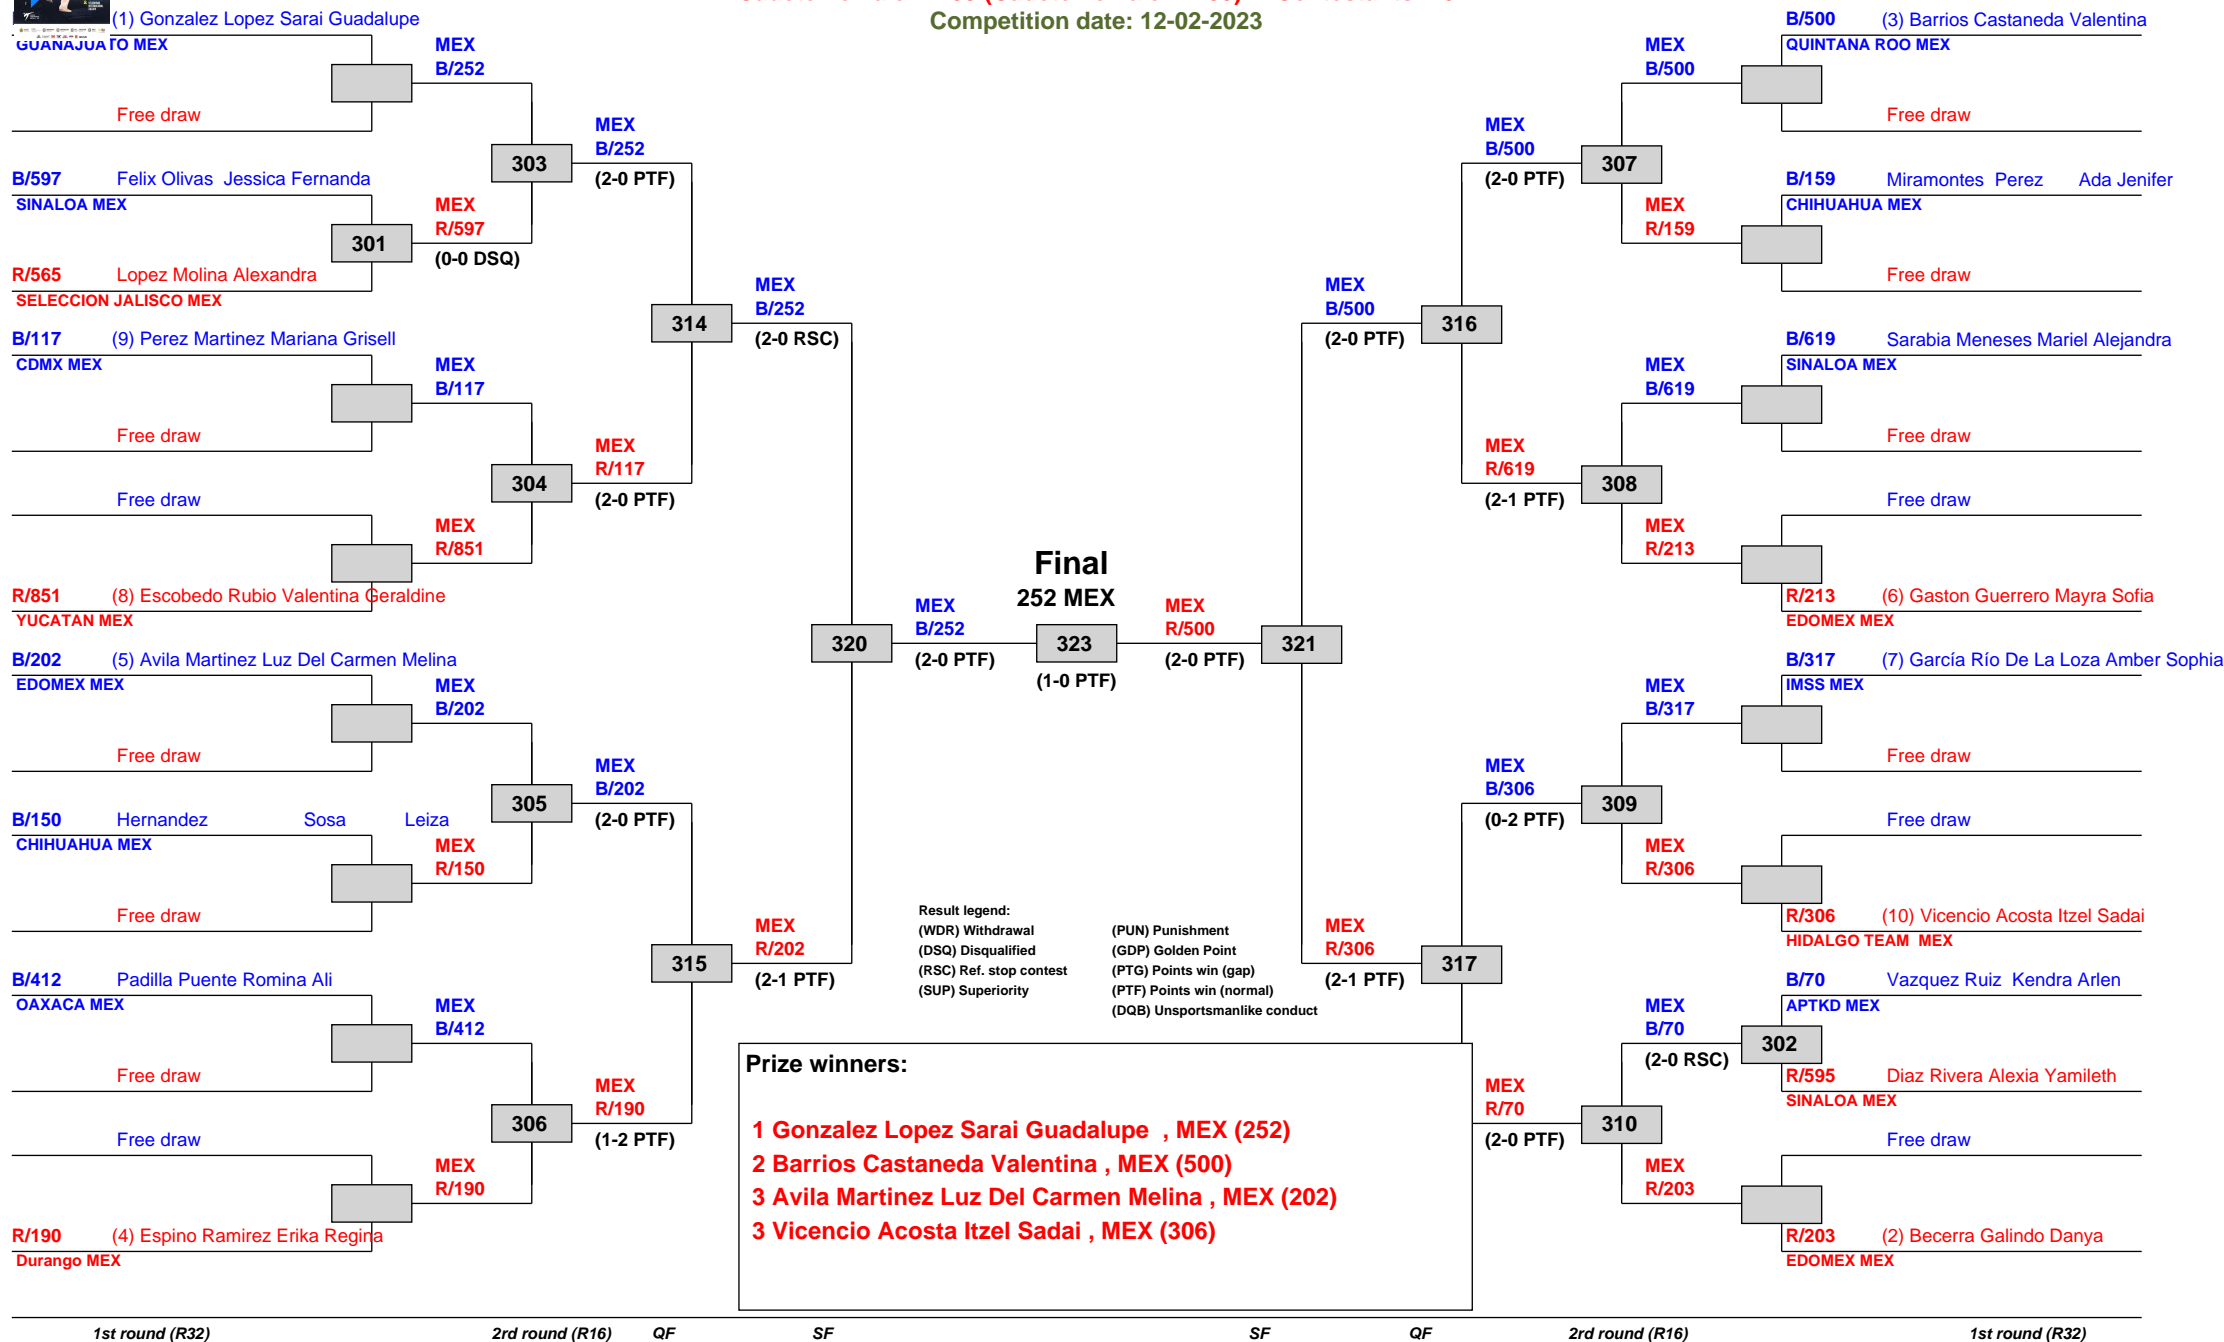 Competition date: 12-02-2023
(1) Gonzalez Lopez Sarai Guadalupe
GUANAJUATO MEX
MEX
B/252
Free draw
B/597 Felix Olivas Jessica Fernanda
SINALOA MEX
301
MEX
R/597
(0-0 DSQ)
R/565 Lopez Molina Alexandra
SELECCION JALISCO MEX
303
MEX
B/252
(2-0 PTF)
B/117 (9) Perez Martinez Mariana Grisell
CDMX MEX
MEX
B/117
Free draw
304
MEX
R/117
(2-0 PTF)
Free draw
MEX
R/851
R/851 (8) Escobedo Rubio Valentina Geraldine
YUCATAN MEX
314
MEX
B/252
(2-0 RSC)
B/202 (5) Avila Martinez Luz Del Carmen Melina
EDOMEX MEX
MEX
B/202
Free draw
305
MEX
B/202
(2-0 PTF)
B/150 Hernandez Sosa Leiza
CHIHUAHUA MEX
MEX
R/150
Free draw
315
MEX
R/202
(2-1 PTF)
B/412 Padilla Puente Romina Ali
OAXACA MEX
MEX
B/412
Free draw
306
MEX
R/190
(1-2 PTF)
Free draw
MEX
R/190
R/190 (4) Espino Ramirez Erika Regina
Durango MEX
320
MEX
B/252
(2-0 PTF)
Final
252 MEX
323
(1-0 PTF)
MEX
R/500
(2-0 PTF)
321
B/500 (3) Barrios Castaneda Valentina
QUINTANA ROO MEX
MEX
B/500
Free draw
307
MEX
B/500
(2-0 PTF)
B/159 Miramontes Perez Ada Jenifer
CHIHUAHUA MEX
MEX
R/159
Free draw
316
MEX
B/500
(2-0 PTF)
B/619 Sarabia Meneses Mariel Alejandra
SINALOA MEX
MEX
B/619
Free draw
308
MEX
R/619
(2-1 PTF)
Free draw
MEX
R/213
R/213 (6) Gaston Guerrero Mayra Sofia
EDOMEX MEX
B/317 (7) García Río De La Loza Amber Sophia
IMSS MEX
MEX
B/317
Free draw
309
MEX
B/306
(0-2 PTF)
Free draw
MEX
R/306
R/306 (10) Vicencio Acosta Itzel Sadai
HIDALGO TEAM MEX
317
MEX
R/306
(2-1 PTF)
B/70 Vazquez Ruiz Kendra Arlen
APTKD MEX
302
MEX
B/70
(2-0 RSC)
R/595 Diaz Rivera Alexia Yamileth
SINALOA MEX
310
MEX
R/70
(2-0 PTF)
Free draw
MEX
R/203
R/203 (2) Becerra Galindo Danya
EDOMEX MEX
Result legend:
(WDR) Withdrawal (PUN) Punishment
(DSQ) Disqualified (GDP) Golden Point
(RSC) Ref. stop contest (PTG) Points win (gap)
(SUP) Superiority (PTF) Points win (normal)
(DQB) Unsportsmanlike conduct
Prize winners:
1 Gonzalez Lopez Sarai Guadalupe , MEX (252)
2 Barrios Castaneda Valentina , MEX (500)
3 Avila Martinez Luz Del Carmen Melina , MEX (202)
3 Vicencio Acosta Itzel Sadai , MEX (306)
1st round (R32) 2rd round (R16) QF SF SF QF 2rd round (R16) 1st round (R32)